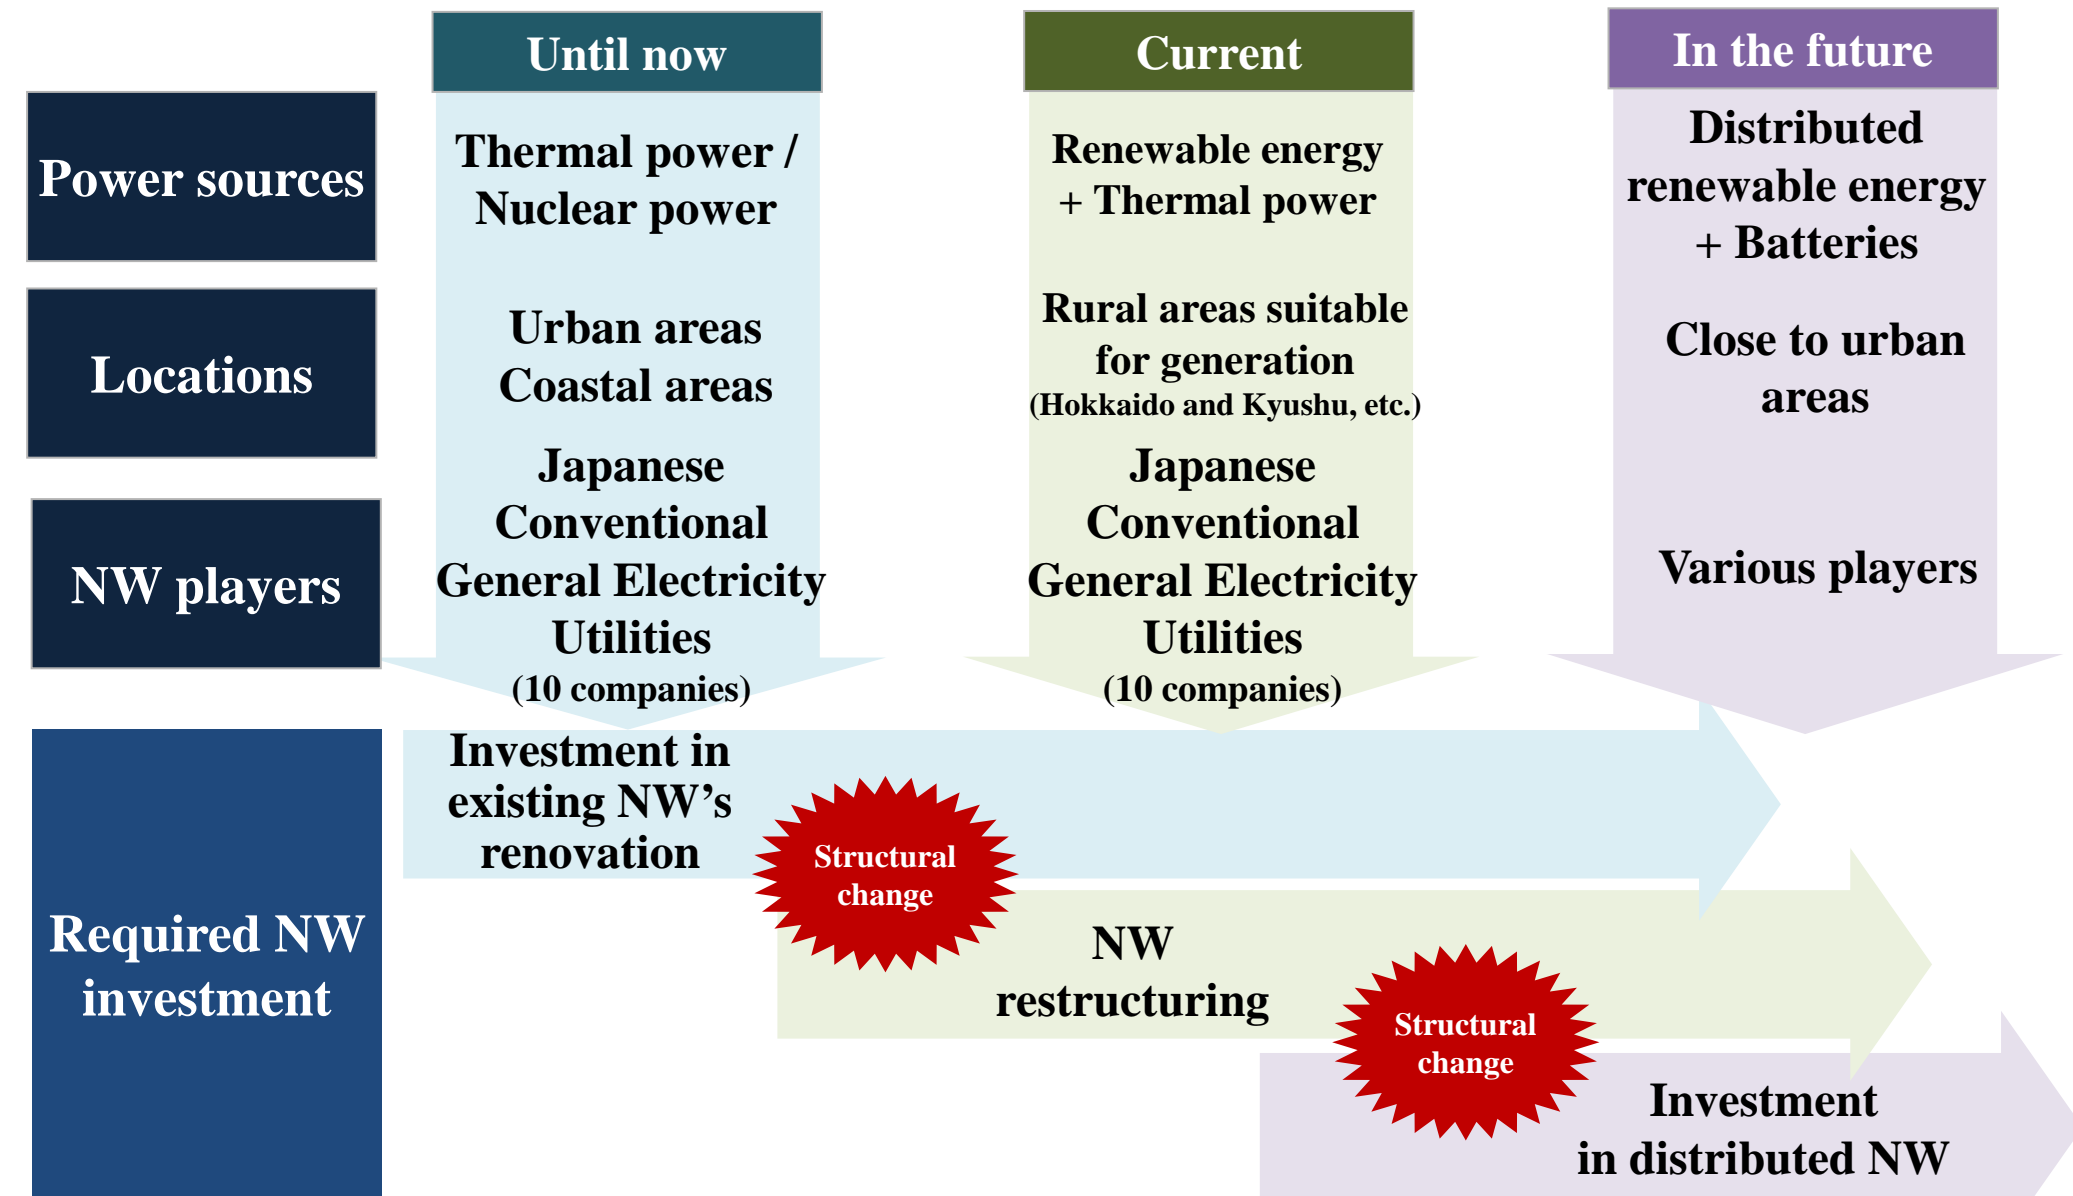 Until now
Current
In the future
Power sources
Thermal power /
Nuclear power
Renewable energy
+ Thermal power
Distributed
renewable energy
+ Batteries
Locations
Urban areas
Coastal areas
Rural areas suitable
for generation
(Hokkaido and Kyushu, etc.)
Close to urban
areas
NW players
Japanese
Conventional
General Electricity
Utilities
(10 companies)
Japanese
Conventional
General Electricity
Utilities
(10 companies)
Various players
Required NW
investment
Investment in
existing NW’s
renovation
Structural
change
NW
restructuring
Structural
change
Investment
in distributed NW